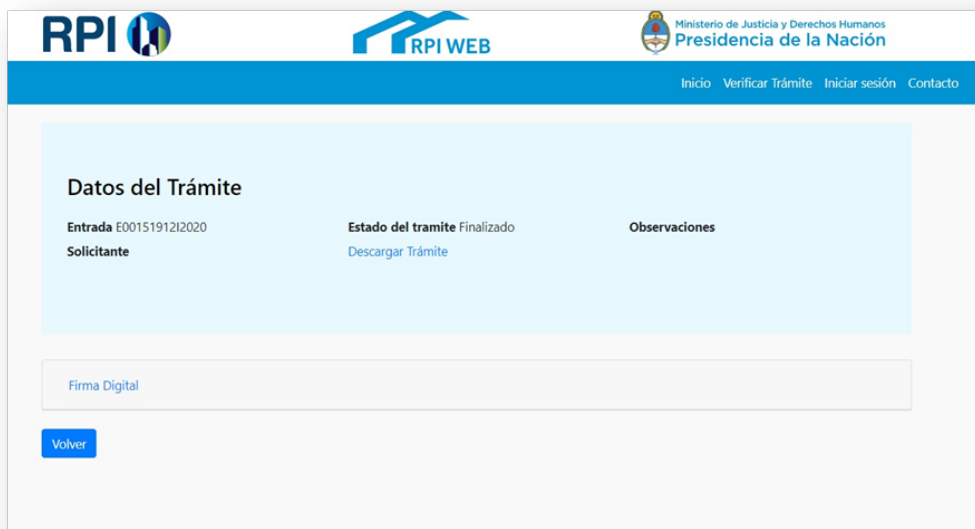 RPI
RPI WEB
Ministerio de Justicia y Derechos Humanos
Presidencia de la Nación
Inicio Verificar Trámite Iniciar sesión Contacto
Datos del Trámite
Entrada E00151912I2020 Estado del tramite Finalizado Observaciones
Solicitante Descargar Trámite
Firma Digital
Volver